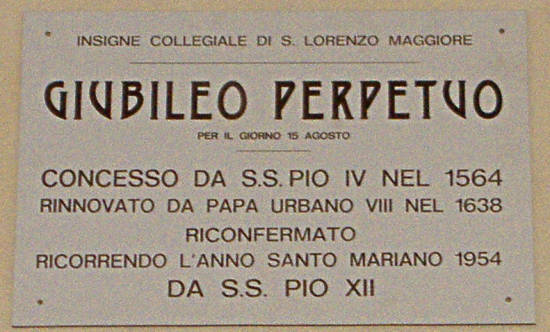 INSIGNE COLLEGIALE DI S. LORENZO MAGGIORE
GIUBILEO PERPETUO
PER IL GIORNO 15 AGOSTO
CONCESSO DA S.S. PIO IV NEL 1564
RINNOVATO DA PAPA URBANO VIII NEL 1638
RICONFERMATO
RICORRENDO L'ANNO SANTO MARIANO 1954
DA S.S. PIO XII